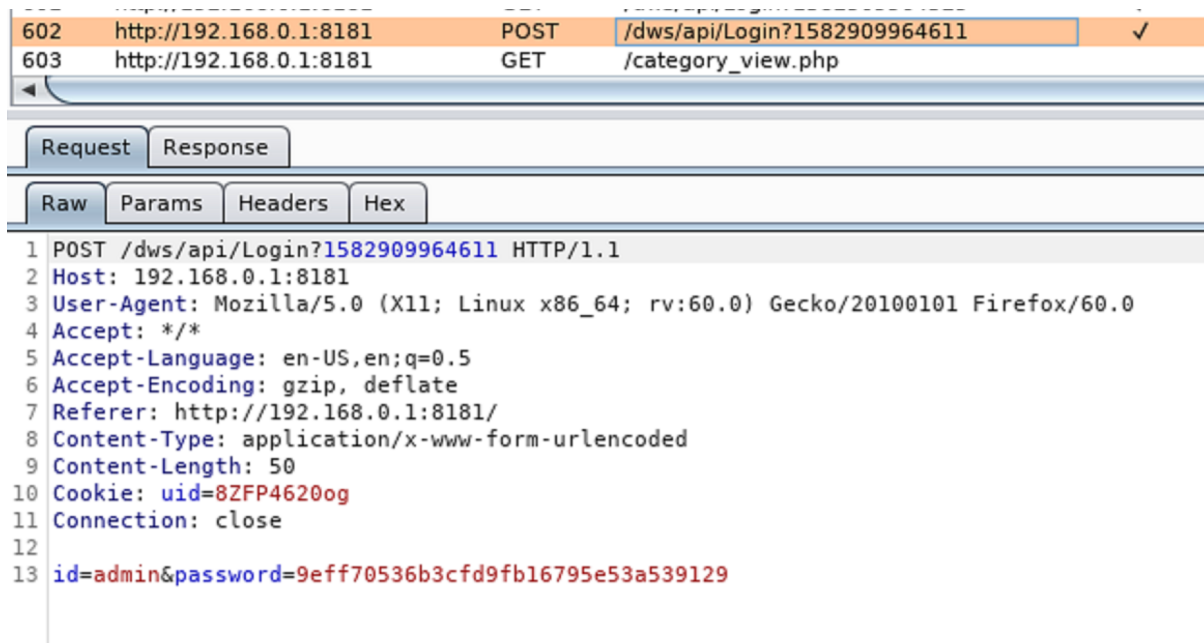 602 http://192.168.0.1:8181 POST /dws/api/Login?1582909964611 ✓
603 http://192.168.0.1:8181 GET /category_view.php
Request Response
Raw Params Headers Hex
1 POST /dws/api/Login?1582909964611 HTTP/1.1
2 Host: 192.168.0.1:8181
3 User-Agent: Mozilla/5.0 (X11; Linux x86_64; rv:60.0) Gecko/20100101 Firefox/60.0
4 Accept: */*
5 Accept-Language: en-US,en;q=0.5
6 Accept-Encoding: gzip, deflate
7 Referer: http://192.168.0.1:8181/
8 Content-Type: application/x-www-form-urlencoded
9 Content-Length: 50
10 Cookie: uid=8ZFP4620og
11 Connection: close
12
13 id=admin&password=9eff70536b3cfd9fb16795e53a539129